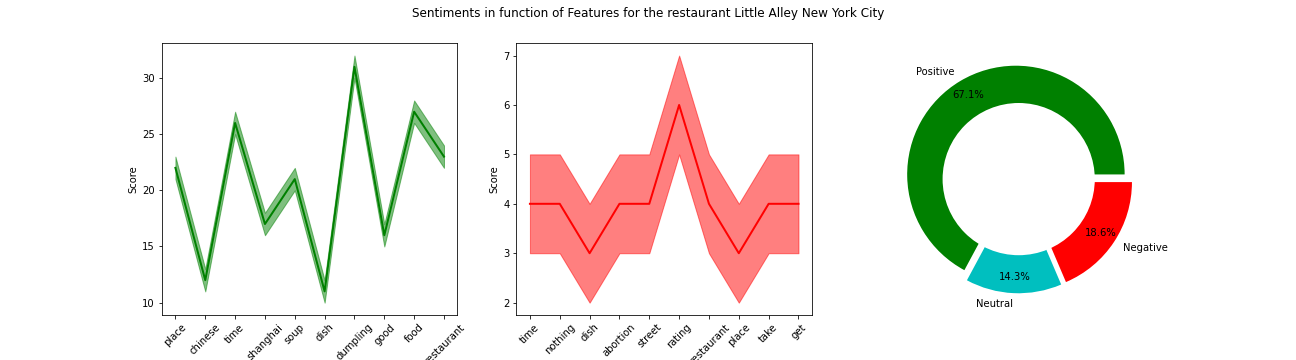 Sentiments in function of Features for the restaurant Little Alley New York City
Score
30
25
20
15
10
place
chinese
time
shanghai
soup
dish
dumpling
good
food
estaurant
Score
7
6
5
4
3
2
time
nothing
dish
abortion
street
rating
estaurant
place
take
get
Positive
67.1%
18.6%
Negative
14.3%
Neutral